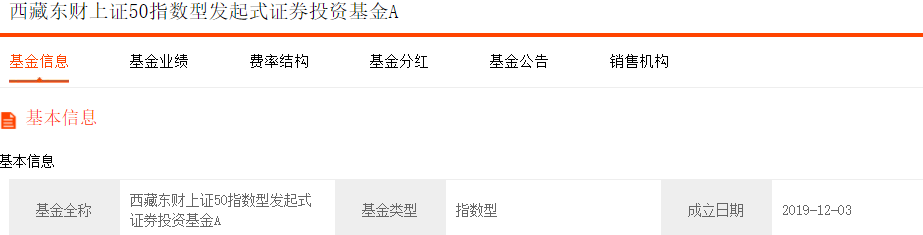 西藏东财上证50指数型发起式证券投资基金A
基金信息 基金业绩 费率结构 基金分红 基金公告 销售机构
基本信息
基本信息
基金全称 西藏东财上证50指数型发起式 基金类型 指数型 成立日期 2019-12-03
证券投资基金A